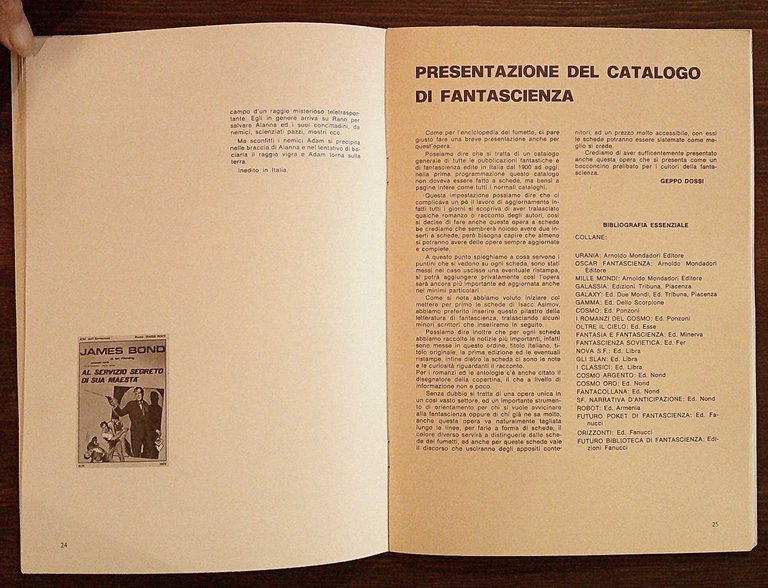 campo d'un raggio misterioso teletraspor-
tante. Egli in genere arriva su Rann per
salvare Alanna ed i suoi concittadini, da
nemici, scienziati pazzi, mostri ecc.
Ma sconfitti i nemici Adam si precipita
nelle braccia di Alanna e nel tentativo di ba-
ciarla il raggio vigra e Adam torna sulla
terra.
Inedito in Italia.
JAMES BOND
AL SERVIZIO SEGRETO
DI SUA MAESTA'
24
PRESENTAZIONE DEL CATALOGO
DI FANTASCIENZA
Come per l'enciclopedia del fumetto, ci pare
giusto fare una breve presentazione anche per
quest'opera.
Possiamo dire che si tratta di un catalogo
generale di tutte le pubblicazioni fantastiche e
di fantascienza edite in Italia dal 1900 ad oggi,
nella prima programmazione questo catalogo
non doveva essere fatto a schede, ma bensì a
pagine intere come tutti i normali cataloghi.
Questa impostazione possiamo dire che ci
complicava un pò il lavoro di aggiornamento in-
fatti tutti i giorni si scopriva di aver tralasciato
qualche romanzo o racconto degli autori, così
si decise di fare anche questa opera a schede
be crediamo che sembrerà noioso avere due in-
serti a schede, però bisogna capire che almeno
si potranno avere delle opere sempre aggiornate
e complete.
A questo punto spieghiamo a cosa servono i
puntini che si vedono su ogni scheda, sono stati
messi nel caso uscisse una eventuale ristampa,
si potrà aggiungere privatamente così l'opera
sarà ancora più importante ed aggiornata anche
nei minimi particolari.
Come si nota abbiamo voluto iniziare col
mettere per primo le schede di Isacc Asimov,
abbiamo preferito inserire questo pilastro della
letteratura di fantascienza, tralasciando alcuni
minori scrittori che inseriremo in seguito.
Possiamo dire inoltre che per ogni scheda
abbiamo raccolto le notizie più importanti, infatti
sono messe in questo ordine, titolo Italiano, ti-
tolo originale, la prima edizione ed le eventuali
ristampe, infine dietro la scheda ci sono le note
e le curiosità riguardanti il racconto.
Per i romanzi ed le antologie c'è anche citato il
disegnatore della copertina, il che a livello di
informazione non è poco.
Senza dubbio si tratta di una opera unica in
un così vasto settore, ed un importante strumen-
to di orientamento per chi si vuole avvicinare
alla fantascienza oppure di chi già ne sa molto,
anche questa opera va naturalmente tagliata
lungo le linee, per farle a forma di schede, il
colore diverso servirà a distinguerle dalle sche-
da dei fumetti, ed anche per queste schede vale
il discorso che usciranno degli appositi conte-
nitori; ad un prezzo molto accessibile, con essi
le schede potranno essere sistemate come me-
glio si crede.
Crediamo di aver sufficentemente presentato
anche questa opera che si presenta come un
bocconcino prelibato per i cultori della fanta-
scienza.
GEPPO DOSSI
BIBLIOGRAFIA ESSENZIALE
COLLANE:
URANIA: Arnoldo Mondadori Editore
OSCAR FANTASCIENZA: Arnoldo Mondadori
Editore
MILLE MONDI: Arnoldo Mondadori Editore
GALASSIA: Edizioni Tribuna, Piacenza
GALAXY: Ed. Due Mondi, Ed. Tribuna, Piacenza
GAMMA: Ed. Dello Scorpione
COSMO: Ed. Ponzoni
I ROMANZI DEL COSMO: Ed. Ponzoni
OLTRE IL CIELO: Ed. Esse
FANTASIA E FANTASCIENZA: Ed. Minerva
FANTASCIENZA SOVIETICA: Ed. Fer
NOVA S.F.: Ed. Libra
GLI SLAN: Ed. Libra
I CLASSICI: Ed. Libra
COSMO ARGENTO: Ed. Nond
COSMO ORO: Ed. Nond
FANTACOLLANA: Ed. Nond
SF. NARRATIVA D'ANTICIPAZIONE: Ed. Nond
ROBOT: Ed. Armenia
FUTURO POKET DI FANTASCIENZA: Ed. Fa-
nucci
ORIZZONTI: Ed. Fanucci
FUTURO BIBLIOTECA DI FANTASCIENZA: Edi-
zioni Fanucci
25